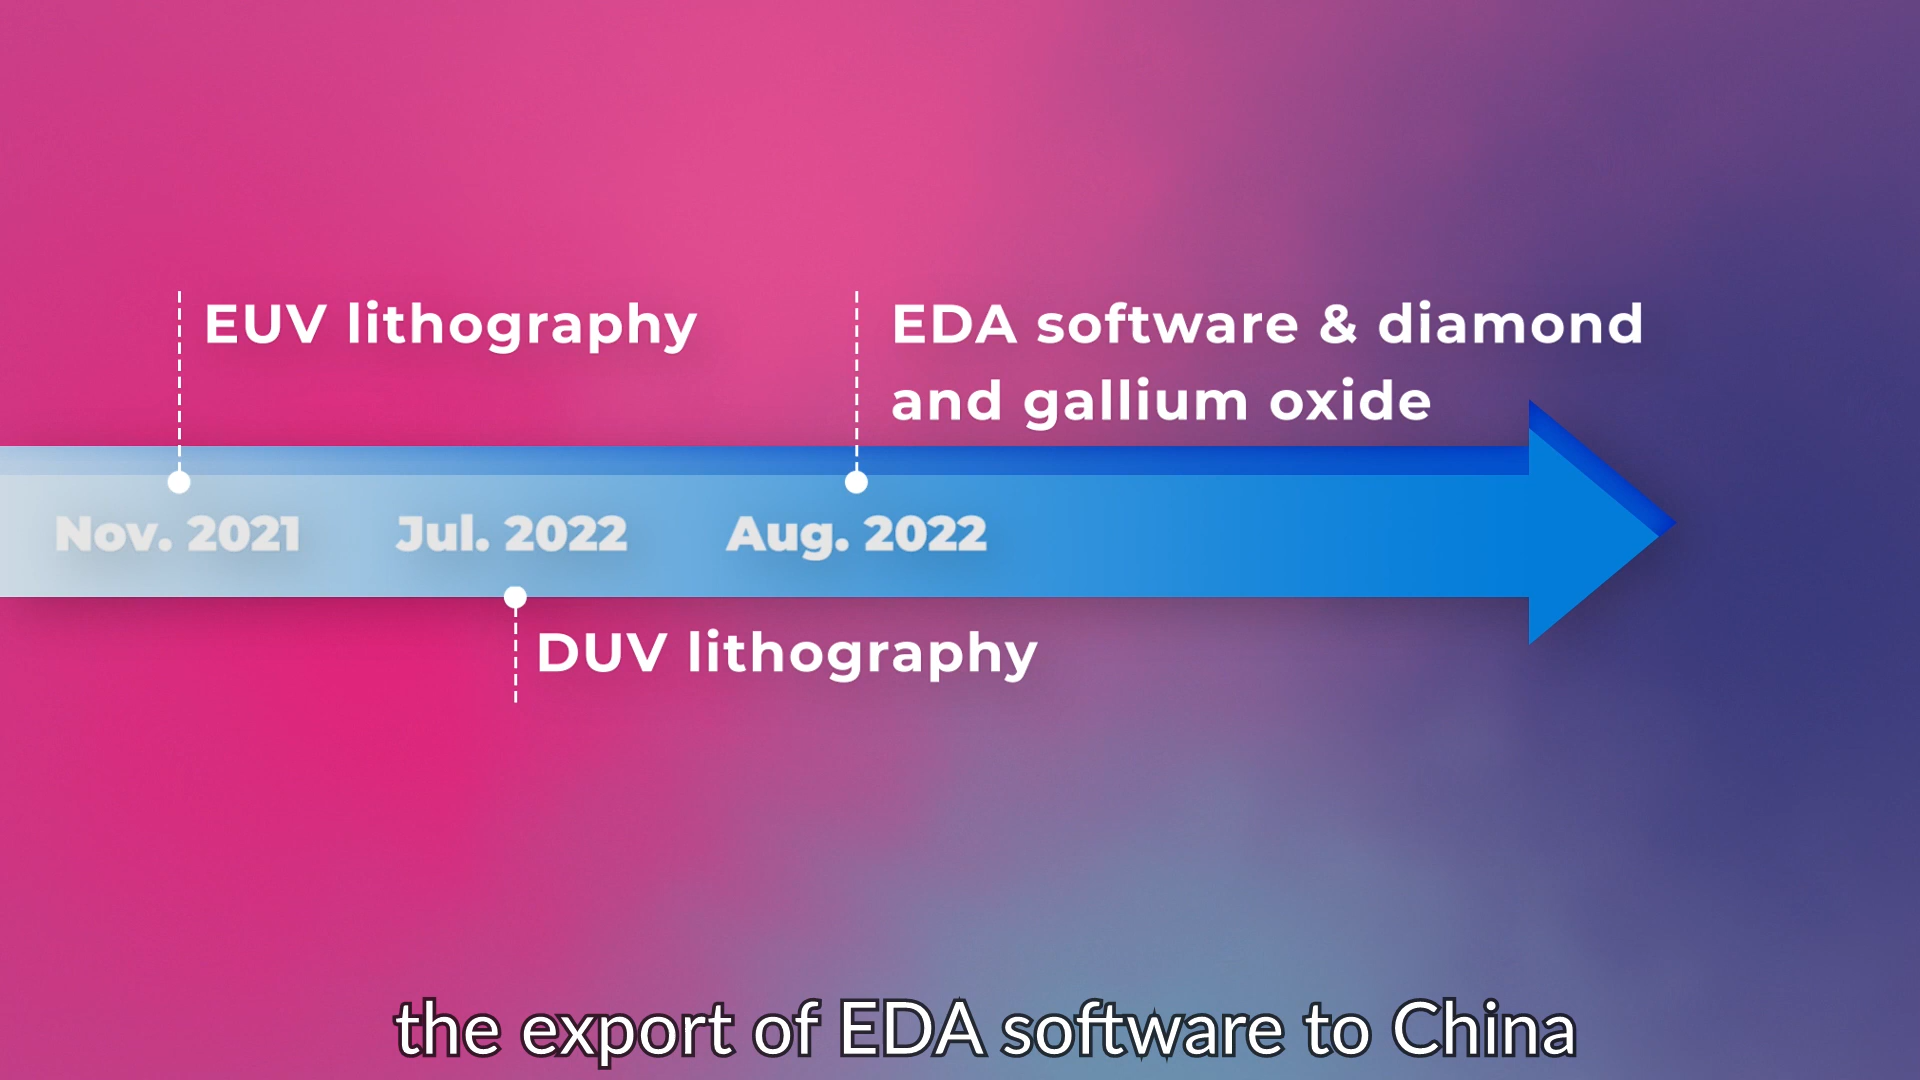 EUV lithography
EDA software & diamond
and gallium oxide
Nov. 2021
Jul. 2022
Aug. 2022
DUV lithography
the export of EDA software to China